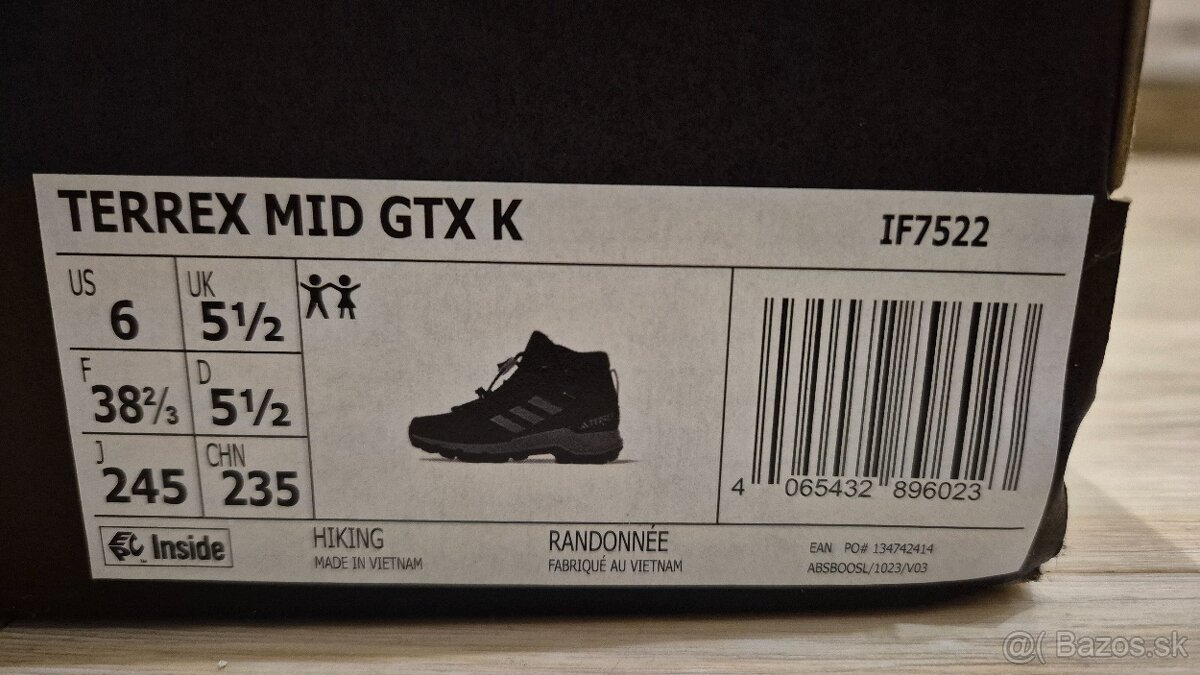 TERREX MID GTX K
IF7522
US
6
UK
5½
F
38⅔
D
5½
J
245
CHN
235
4 065432 896023
EPC Inside
HIKING
MADE IN VIETNAM
RANDONNÉE
FABRIQUÉ AU VIETNAM
EAN PO# 134742414
ABSBOOSL/1023/V03
@( Bazos.sk